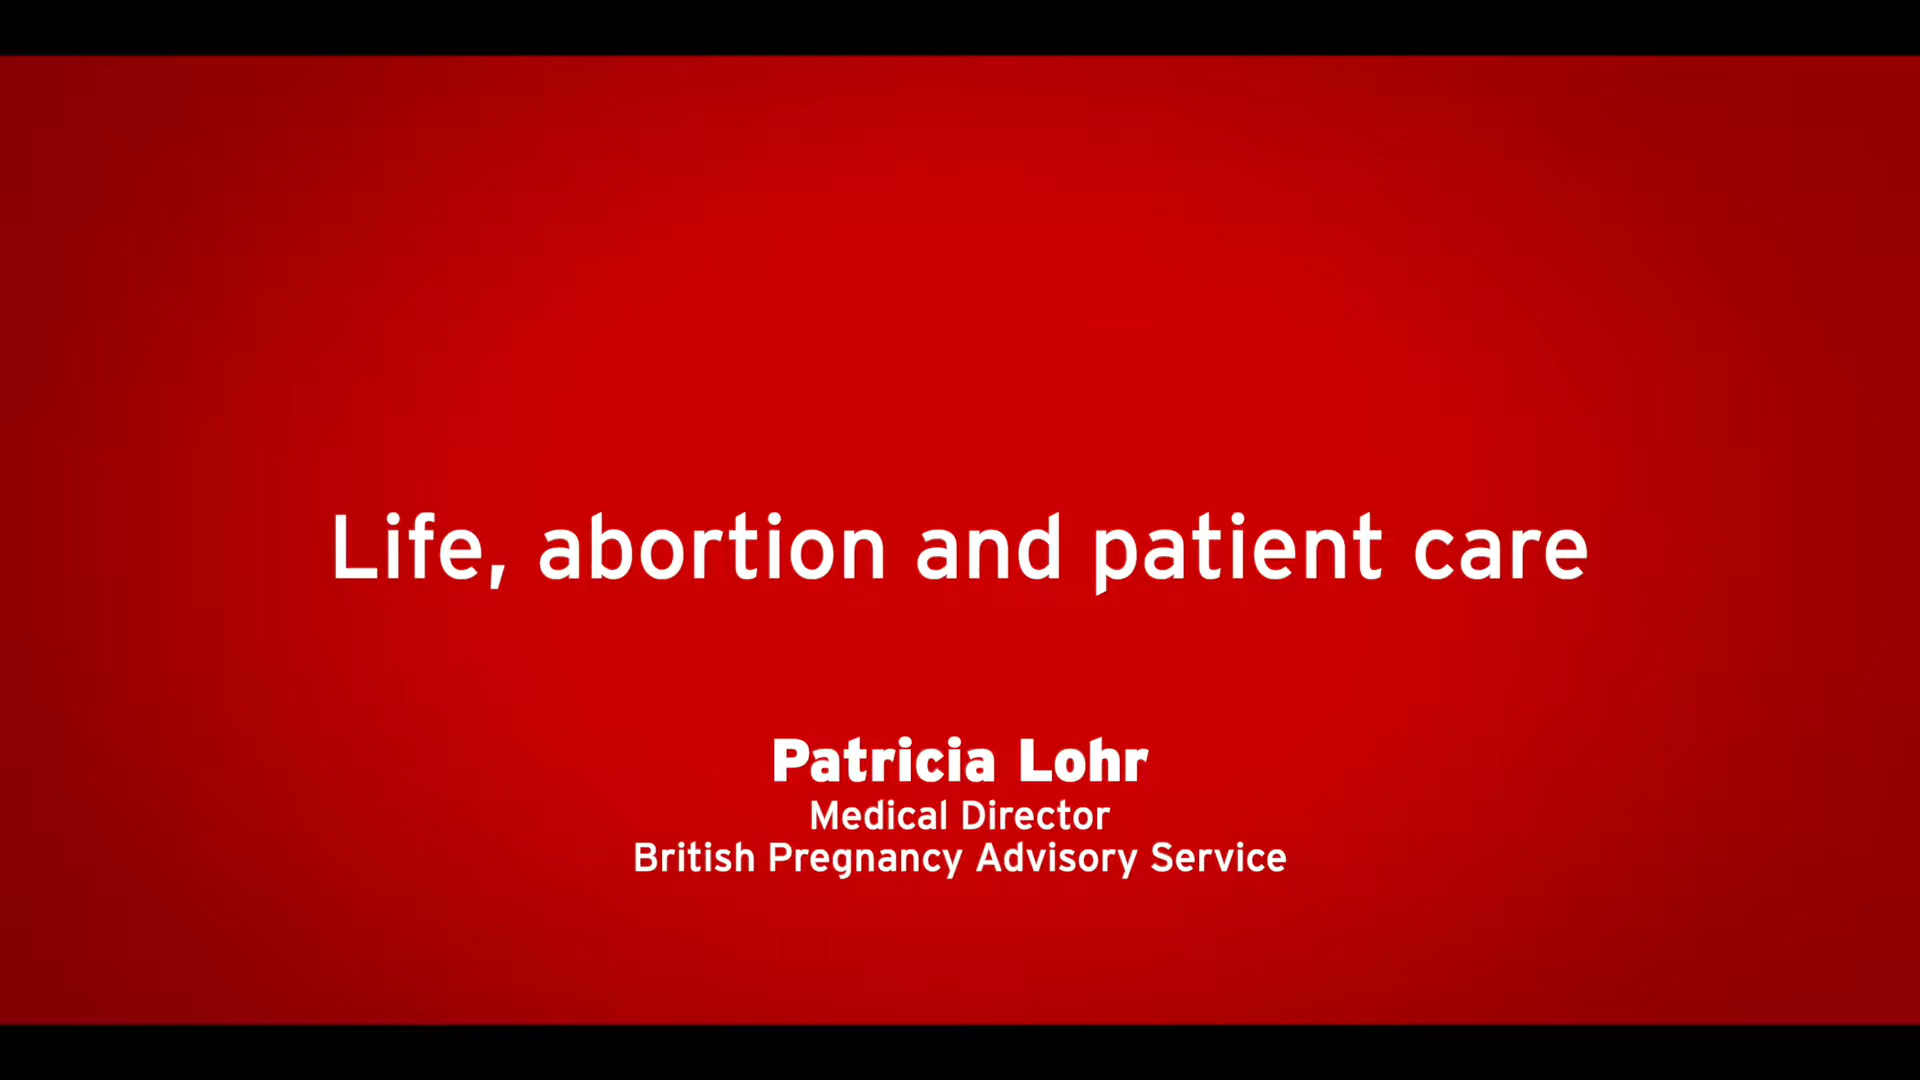 Life, abortion and patient care
Patricia Lohr
Medical Director
British Pregnancy Advisory Service